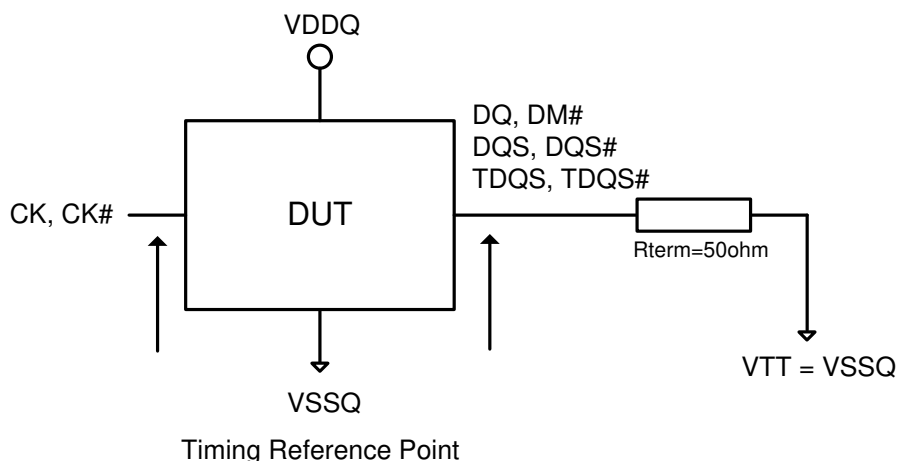 VDDQ
DQ, DM#
DQS, DQS#
TDQS, TDQS#
CK, CK#
DUT
Rterm=50ohm
VTT = VSSQ
VSSQ
Timing Reference Point